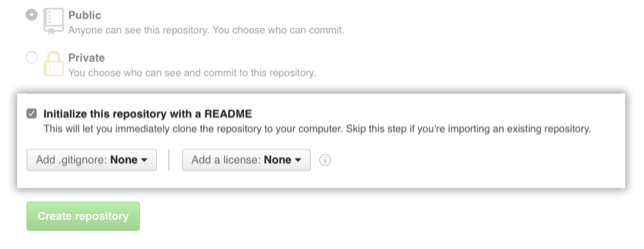 Public
Anyone can see this repository. You choose who can commit.
Private
You choose who can see and commit to this repository.
Initialize this repository with a README
This will let you immediately clone the repository to your computer. Skip this step if you're importing an existing repository.
Add .gitignore: None Add a license: None
Create repository